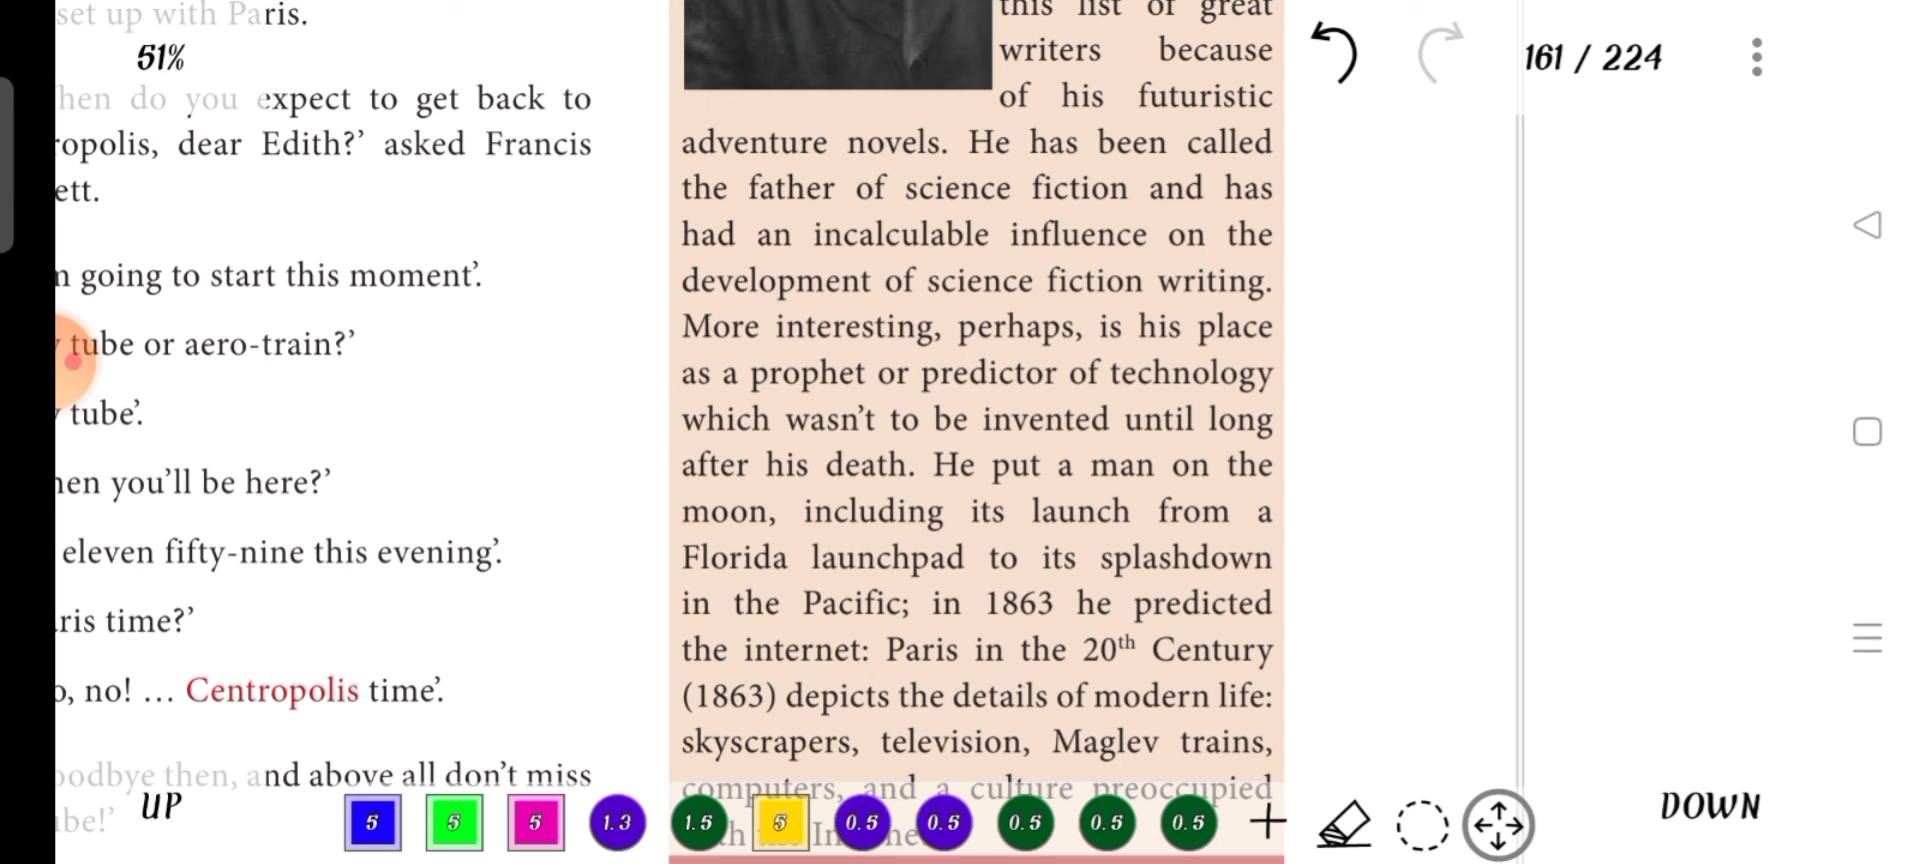 set up with Paris.
51%
hen do you expect to get back to
ropolis, dear Edith?’ asked Francis
ett.
going to start this moment’.
tube or aero-train?’
tube’.
hen you’ll be here?’
eleven fifty-nine this evening’.
ris time?’
o, no! … Centropolis time’.
oodbye then, and above all don’t miss
be!’
this list of great
writers because
of his futuristic
adventure novels. He has been called
the father of science fiction and has
had an incalculable influence on the
development of science fiction writing.
More interesting, perhaps, is his place
as a prophet or predictor of technology
which wasn’t to be invented until long
after his death. He put a man on the
moon, including its launch from a
Florida launchpad to its splashdown
in the Pacific; in 1863 he predicted
the internet: Paris in the 20th Century
(1863) depicts the details of modern life:
skyscrapers, television, Maglev trains,
computers, and a culture preoccupied
161 / 224
UP
5 5 5 1.3 1.5 5 0.5 0.5 0.5 0.5 0.5
DOWN